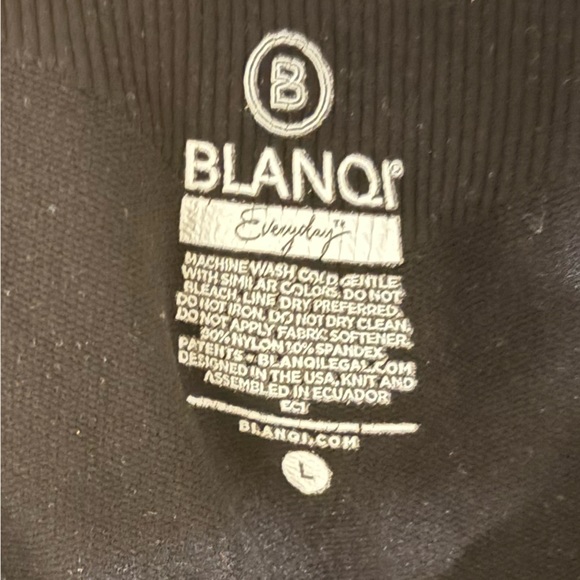 B
BLANQI®
Everyday™
MACHINE WASH COLD GENTLE
WITH SIMILAR COLORS. DO NOT
BLEACH. LINE DRY PREFERRED.
DO NOT IRON. DO NOT DRY CLEAN.
DO NOT APPLY FABRIC SOFTENER.
90% NYLON 10% SPANDEX
PATENTS - BLANQILEGAL.COM
DESIGNED IN THE USA. KNIT AND
ASSEMBLED IN ECUADOR
BLANQI.COM
L